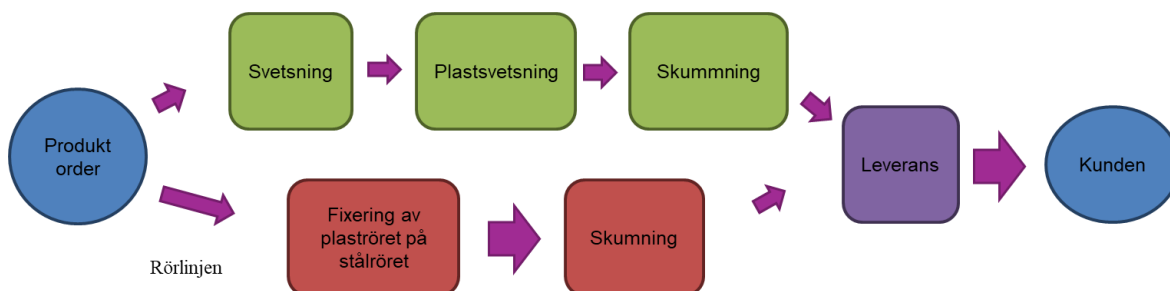 Svetsning
Plastsvetsning
Skummning
Produkt
order
Leverans
Kunden
Fixering av
plaströret på
stålröret
Skumning
Rörlinjen